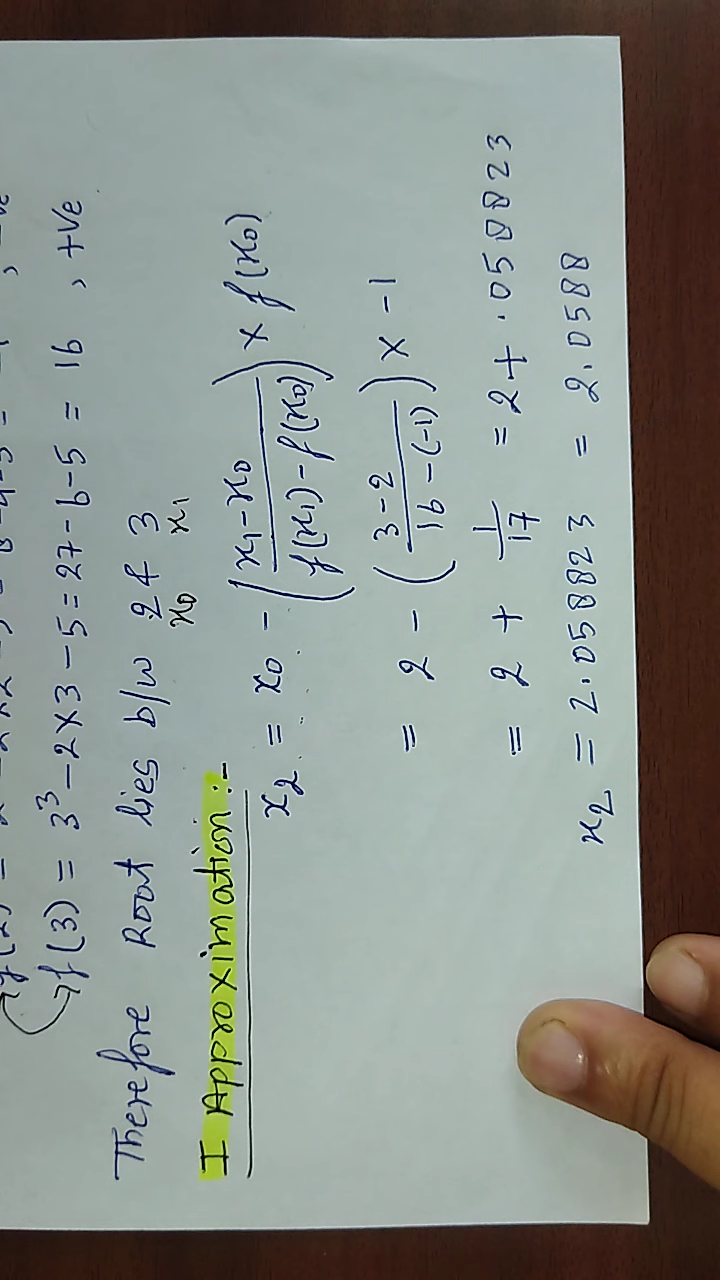 f(3) = 3³ - 2×3 - 5 = 27 - 6 - 5 = 16 , +ve
Therefore Root lies b/w 2 & 3
x₀ x₁
I Approximation :-
x₂ = x₀ - ( x₁ - x₀ / f(x₁) - f(x₀) ) × f(x₀)
= 2 - ( 3 - 2 / 16 - (-1) ) × -1
= 2 + 1/17 = 2 + .058823
x₂ = 2.058823 = 2.0588